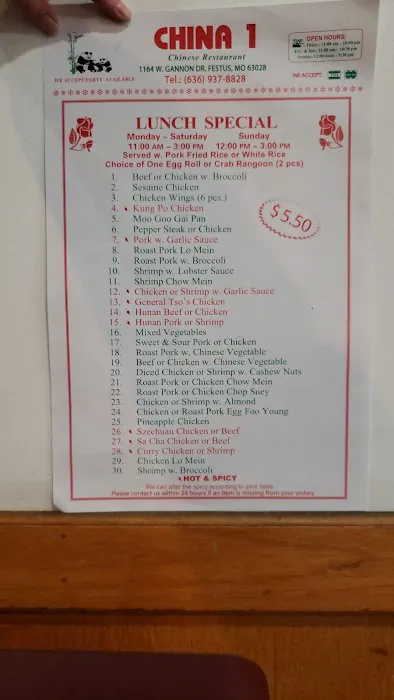 CHINA 1
Chinese Restaurant
1164 W. GANNON DR. FESTUS, MO 63028
Tel.: (636) 937-8828
WE ACCEPT PARTY AVAILABLE
OPEN HOURS
WE ACCEPT:
LUNCH SPECIAL
Monday ~ Saturday Sunday
11:00 AM ~ 3:00 PM 12:00 PM ~ 3:00 PM
Served w. Pork Fried Rice or White Rice
Choice of One Egg Roll or Crab Rangoon (2 pcs)
$5.50
1. Beef or Chicken w. Broccoli
2. Sesame Chicken
3. Chicken Wings (6 pcs.)
4. Kung Po Chicken
5. Moo Goo Gai Pan
6. Pepper Steak or Chicken
7. Pork w. Garlic Sauce
8. Roast Pork Lo Mein
9. Roast Pork w. Broccoli
10. Shrimp w. Lobster Sauce
11. Shrimp Chow Mein
12. Chicken or Shrimp w. Garlic Sauce
13. General Tso's Chicken
14. Hunan Beef or Chicken
15. Hunan Pork or Shrimp
16. Mixed Vegetables
17. Sweet & Sour Pork or Chicken
18. Roast Pork w. Chinese Vegetable
19. Beef or Chicken w. Chinese Vegetable
20. Diced Chicken or Shrimp w. Cashew Nuts
21. Roast Pork or Chicken Chow Mein
22. Roast Pork or Chicken Chop Suey
23. Chicken or Shrimp w. Almond
24. Chicken or Roast Pork Egg Foo Young
25. Pineapple Chicken
26. Szechuan Chicken or Beef
27. Sa Cha Chicken or Beef
28. Curry Chicken or Shrimp
29. Chicken Lo Mein
30. Shrimp w. Broccoli
HOT & SPICY
We can alter the spicy according to your taste
Please contact us within 24 hours if an item is missing from your orders